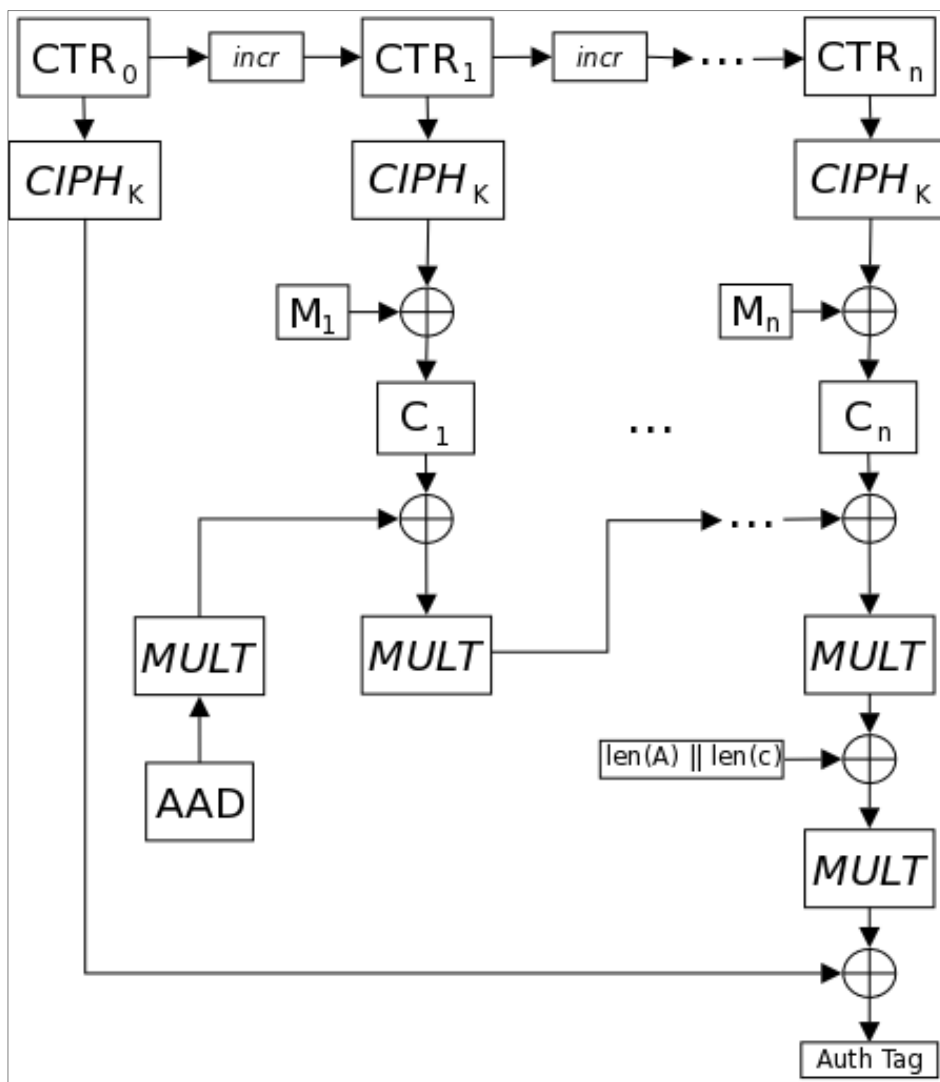 CTR0 incr CTR1 incr ... CTRn
CIPHK CIPHK CIPHK
M1 Mn
C1 ... Cn
...
MULT MULT MULT
len(A) || len(c)
AAD
MULT
Auth Tag